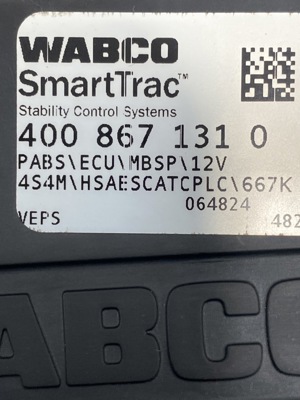 WABCO
SmartTrac™
Stability Control Systems
400 867 131 0
PABS\ECU\MBSP\12V
4S4M\HSAESCATCPLC\667K
064824
VEPS 482
ABCO